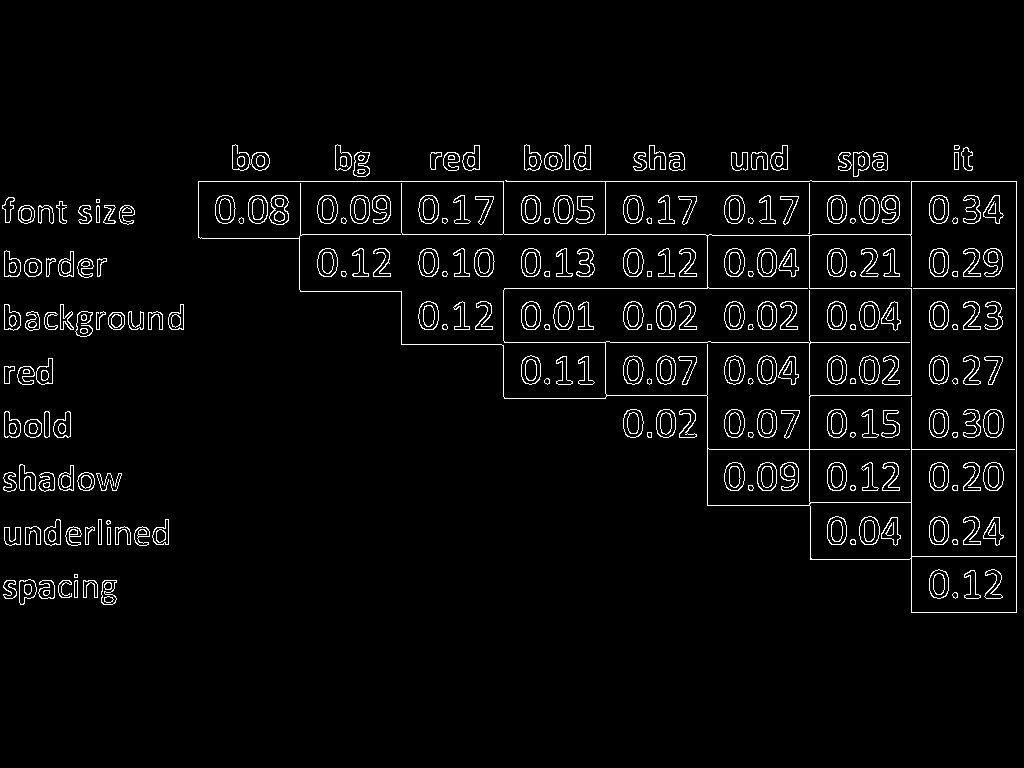 bo bg red bold sha und spa it
font size 0.08 0.09 0.17 0.05 0.17 0.17 0.09 0.34
border 0.12 0.10 0.13 0.12 0.04 0.21 0.29
background 0.12 0.01 0.02 0.02 0.04 0.23
red 0.11 0.07 0.04 0.02 0.27
bold 0.02 0.07 0.15 0.30
shadow 0.09 0.12 0.20
underlined 0.04 0.24
spacing 0.12